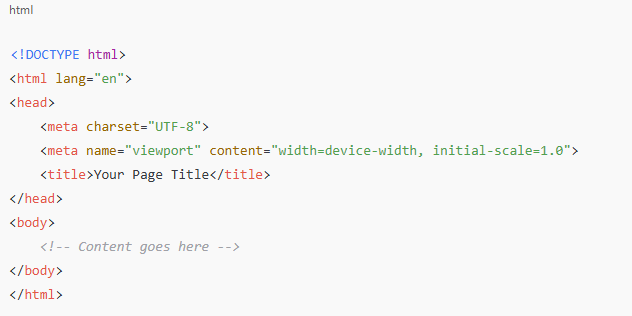 html
<!DOCTYPE html>
<html lang="en">
<head>
    <meta charset="UTF-8">
    <meta name="viewport" content="width=device-width, initial-scale=1.0">
    <title>Your Page Title</title>
</head>
<body>
    <!-- Content goes here -->
</body>
</html>